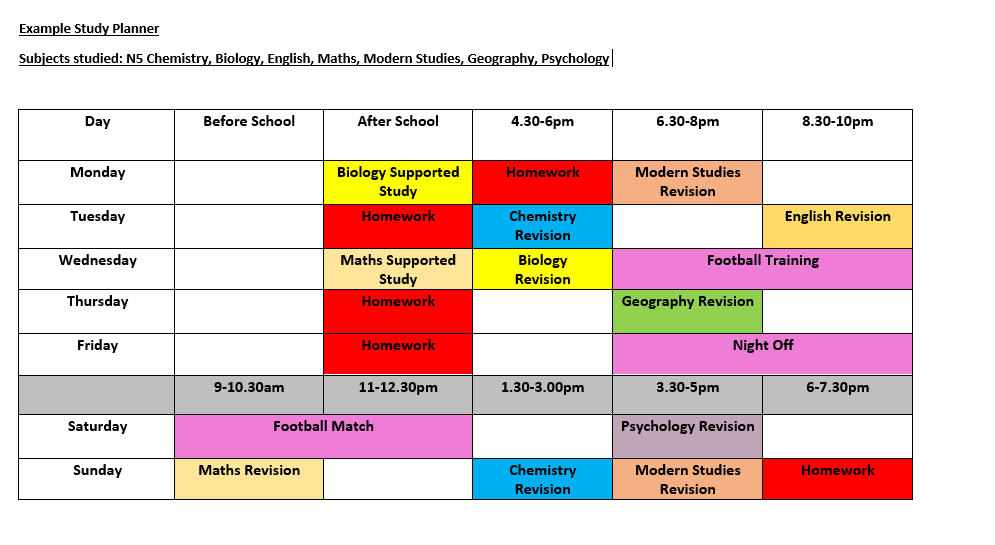 Example Study Planner
Subjects studied: N5 Chemistry, Biology, English, Maths, Modern Studies, Geography, Psychology
Day Before School After School 4.30-6pm 6.30-8pm 8.30-10pm
Monday Biology Supported Study Homework Modern Studies Revision
Tuesday Homework Chemistry Revision English Revision
Wednesday Maths Supported Study Biology Revision Football Training
Thursday Homework Geography Revision
Friday Homework Night Off
9-10.30am 11-12.30pm 1.30-3.00pm 3.30-5pm 6-7.30pm
Saturday Football Match Psychology Revision
Sunday Maths Revision Chemistry Revision Modern Studies Revision Homework